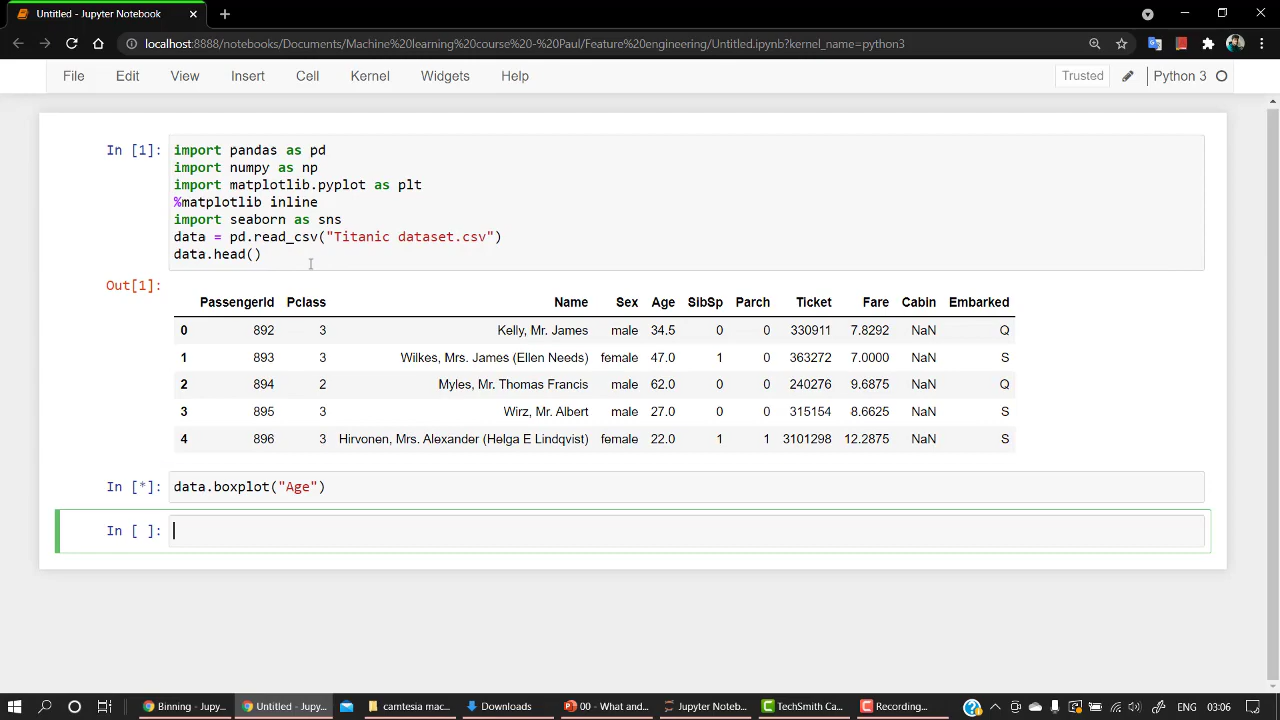 Untitled - Jupyter Notebook
localhost:8888/notebooks/Documents/Machine%20learning%20course%20-%20Paul/Feature%20engineering/Untitled.ipynb?kernel_name=python3
File Edit View Insert Cell Kernel Widgets Help Trusted Python 3
In [1]: import pandas as pd
import numpy as np
import matplotlib.pyplot as plt
%matplotlib inline
import seaborn as sns
data = pd.read_csv("Titanic dataset.csv")
data.head()
Out[1]:
PassengerId Pclass Name Sex Age SibSp Parch Ticket Fare Cabin Embarked
0 892 3 Kelly, Mr. James male 34.5 0 0 330911 7.8292 NaN Q
1 893 3 Wilkes, Mrs. James (Ellen Needs) female 47.0 1 0 363272 7.0000 NaN S
2 894 2 Myles, Mr. Thomas Francis male 62.0 0 0 240276 9.6875 NaN Q
3 895 3 Wirz, Mr. Albert male 27.0 0 0 315154 8.6625 NaN S
4 896 3 Hirvonen, Mrs. Alexander (Helga E Lindqvist) female 22.0 1 1 3101298 12.2875 NaN S
In [*]: data.boxplot("Age")
In [ ]:
Binning - Jupy... Untitled - Jupy... camtesia mac... Downloads 00 - What and... Jupyter Noteb... TechSmith Ca... Recording... ENG 03:06